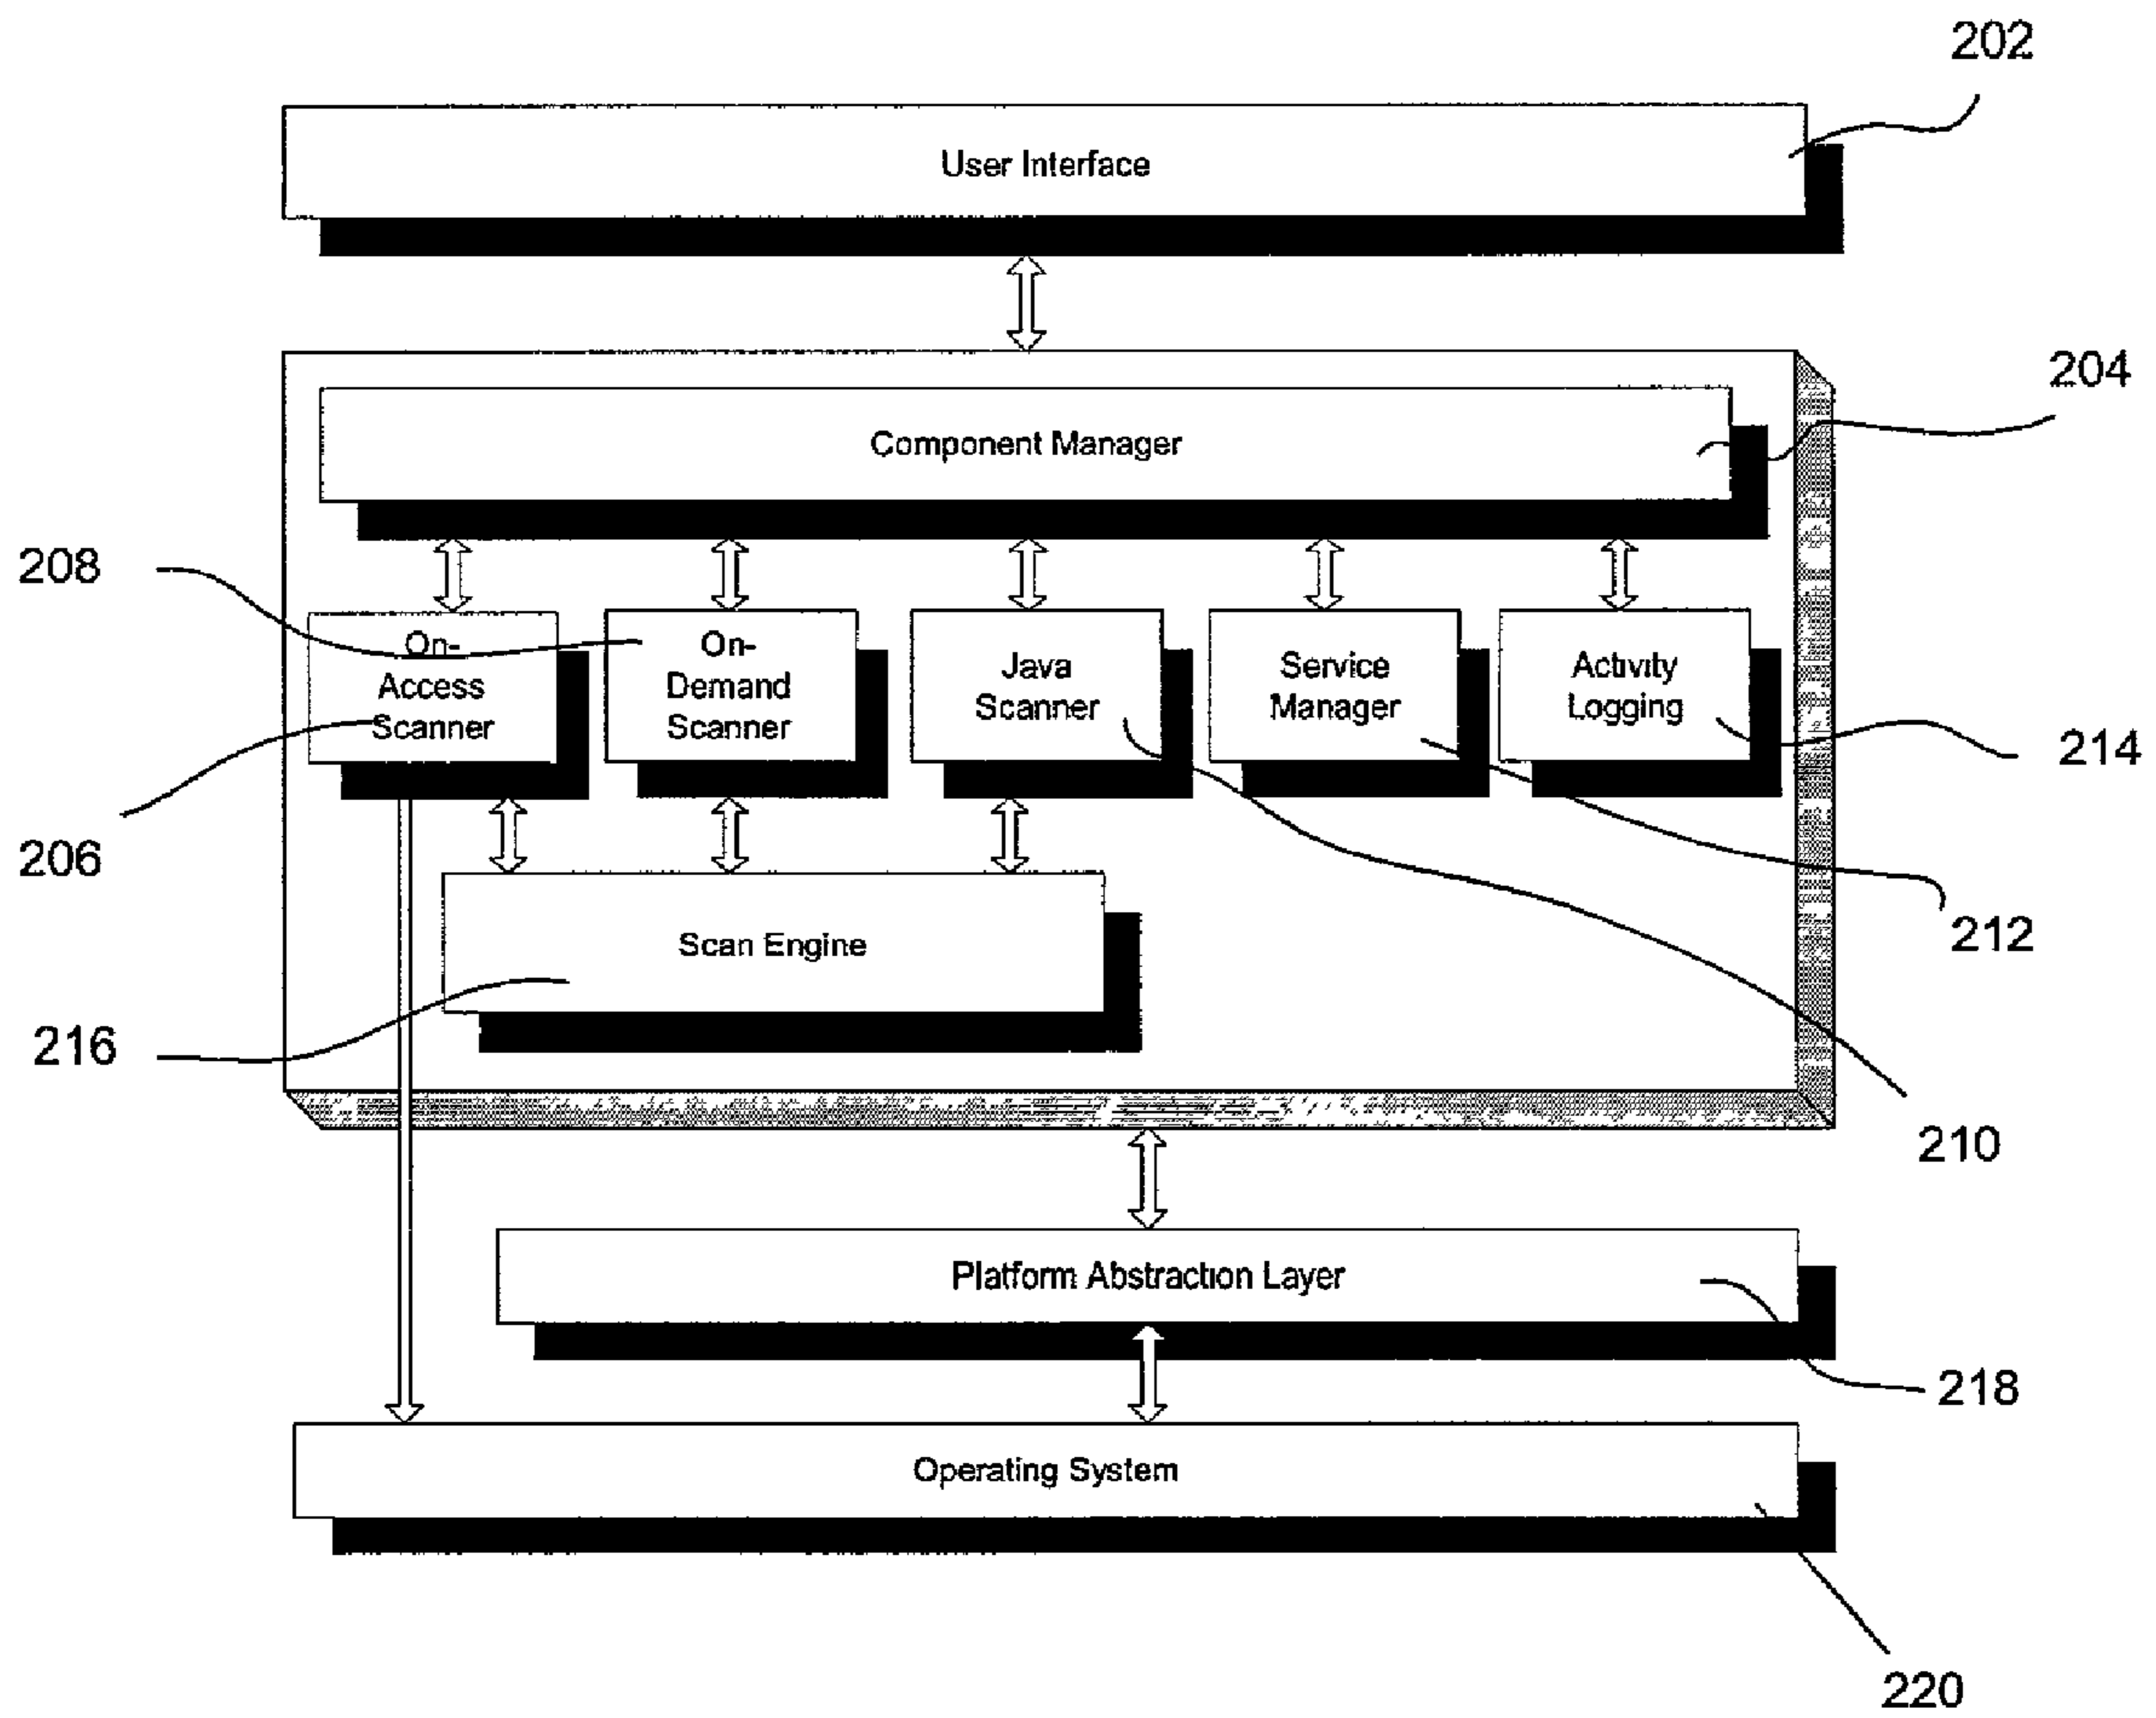 202
User Interface
204
Component Manager
208
On-
Access
Scanner
On-
Demand
Scanner
Java
Scanner
Service
Manager
Activity
Logging
214
206
212
Scan Engine
216
210
Platform Abstraction Layer
218
Operating System
220